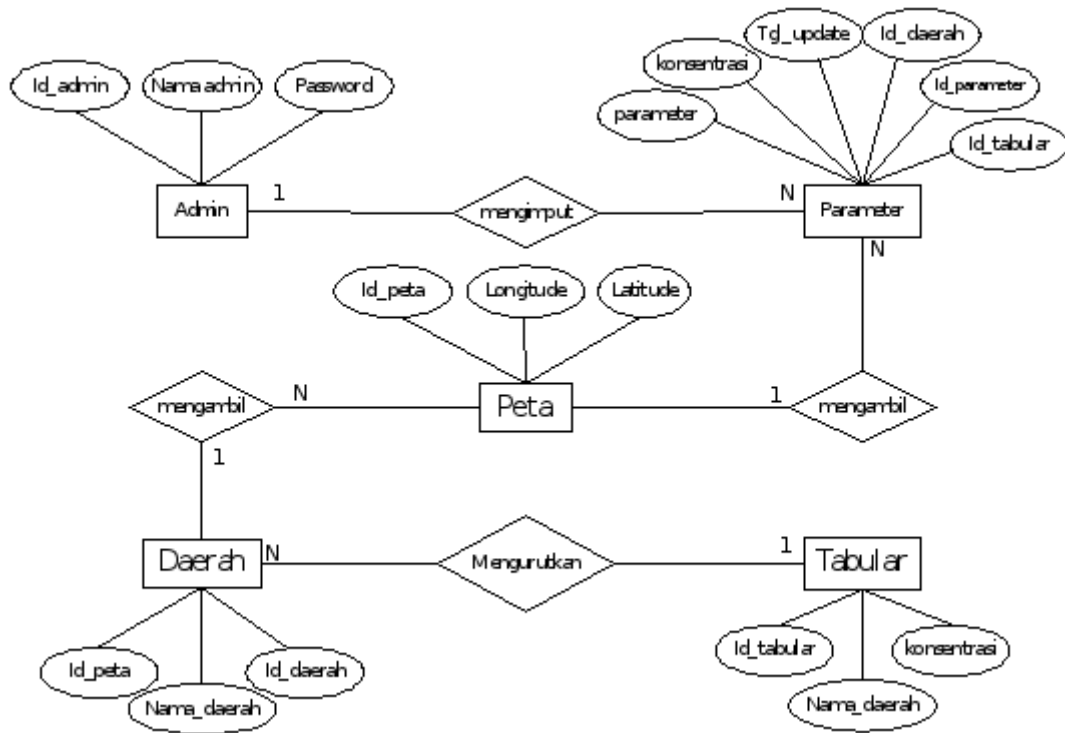 Tgl_update
Id_daerah
konsentrasi
Id_admin
Nama admin
Password
Id_parameter
parameter
Id_tabular
1
N
Admin
mengimput
Parameter
N
Id_peta
Longitude
Latitude
N
1
mengambil
Peta
mengambil
1
N
1
Daerah
Mengurutkan
Tabular
Id_peta
Id_daerah
Id_tabular
konsentrasi
Nama_daerah
Nama_daerah